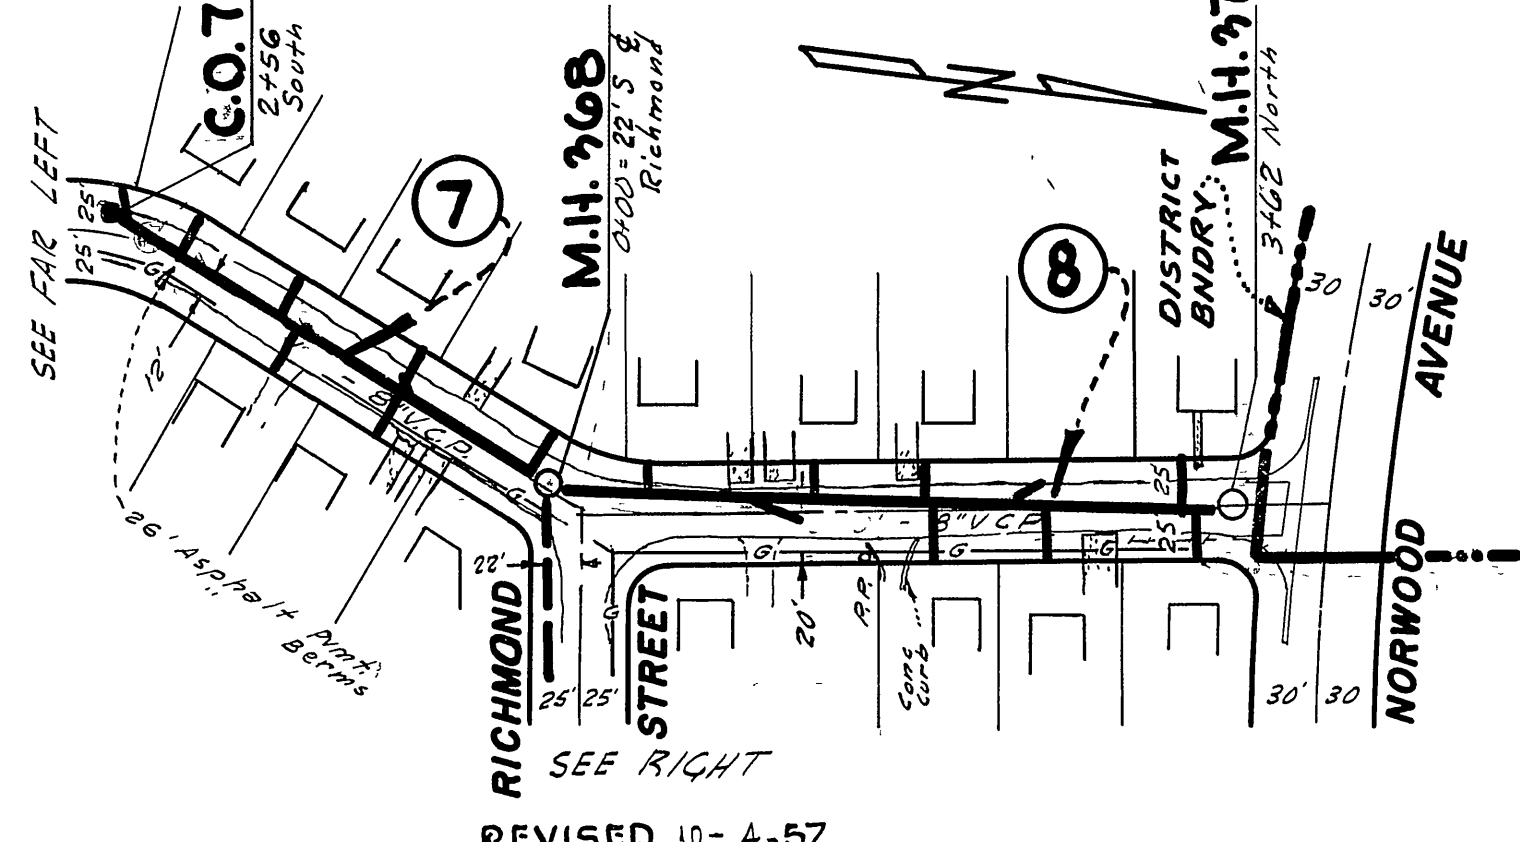 C.O. 7
2+56
South
M.H. 368
0+00 = 22' S ℄
Richmond
M.H. 37
3+62 North
DISTRICT
BNDRY.
SEE FAR LEFT
25'
25'
G
12'
7
8
8" V.C.P.
G
26' Asphalt Pvmt.
Berms
22'
RICHMOND
STREET
25' 25'
G
SEE RIGHT
G
20'
P.P.
Conc
curb
8" V C P
G
G
25'
25'
30
30'
AVENUE
NORWOOD
30' 30
REVISED 10-4-57